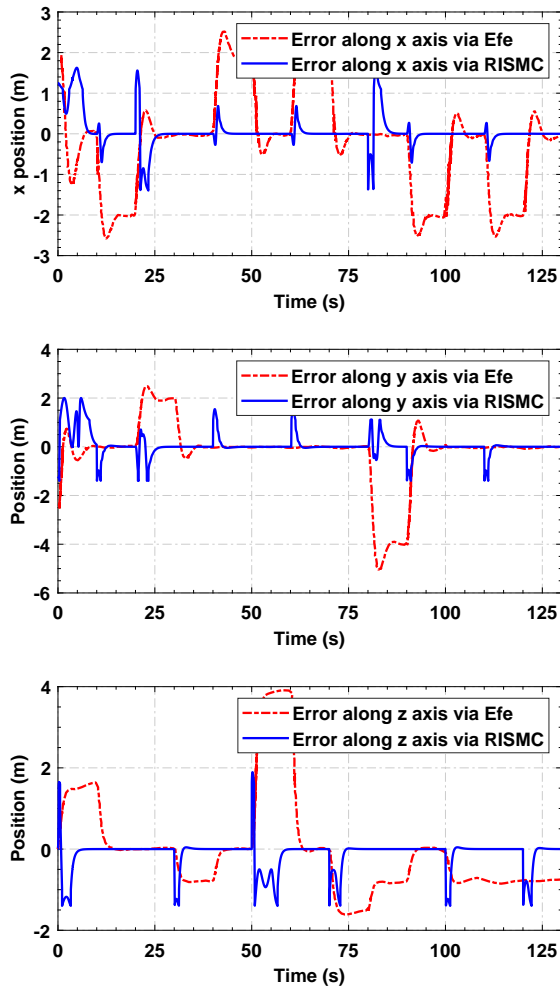 3
2
1
0
-1
-2
-3
x position (m)
Error along x axis via Efe
Error along x axis via RISMC
0 25 50 75 100 125
Time (s)
4
2
0
-2
-4
-6
Position (m)
Error along y axis via Efe
Error along y axis via RISMC
0 25 50 75 100 125
Time (s)
4
2
0
-2
Position (m)
Error along z axis via Efe
Error along z axis via RISMC
0 25 50 75 100 125
Time (s)